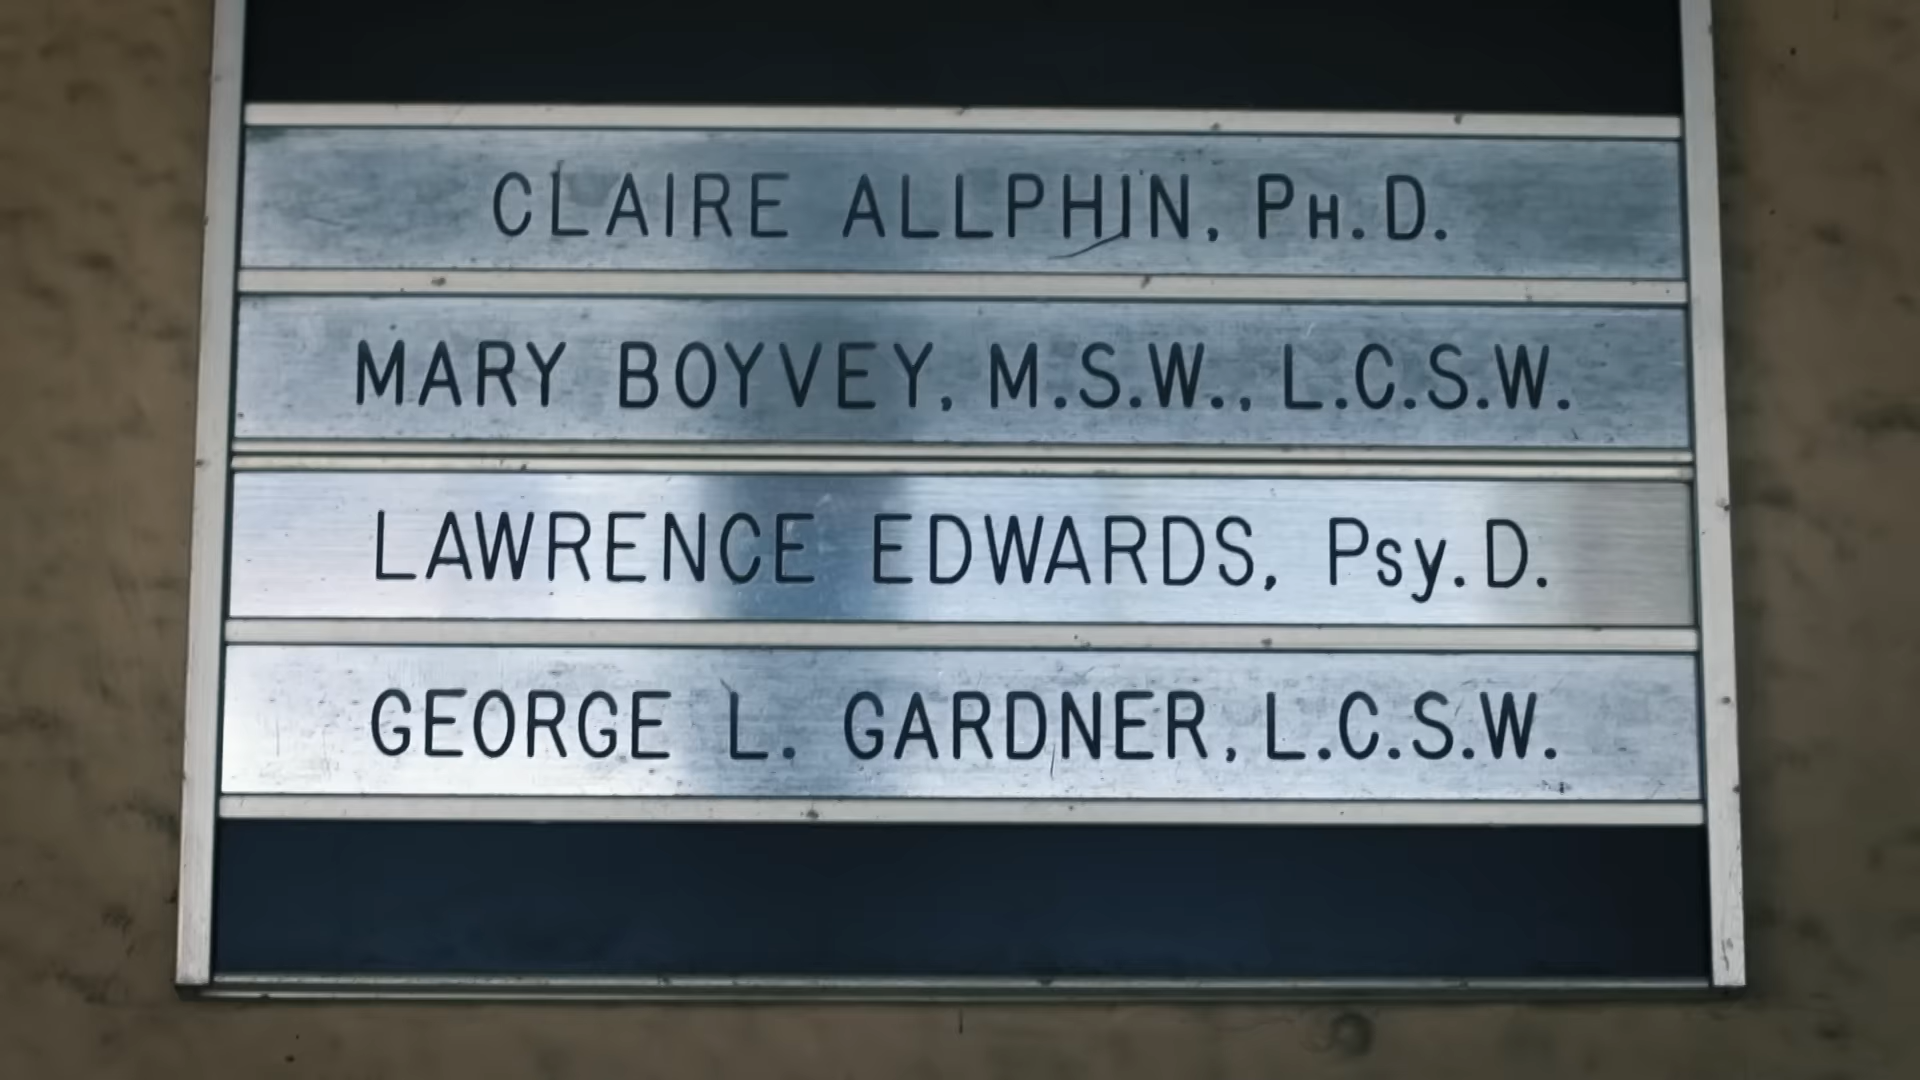 CLAIRE ALLPHIN, PH.D.
MARY BOYVEY, M.S.W., L.C.S.W.
LAWRENCE EDWARDS, Psy.D.
GEORGE L. GARDNER, L.C.S.W.